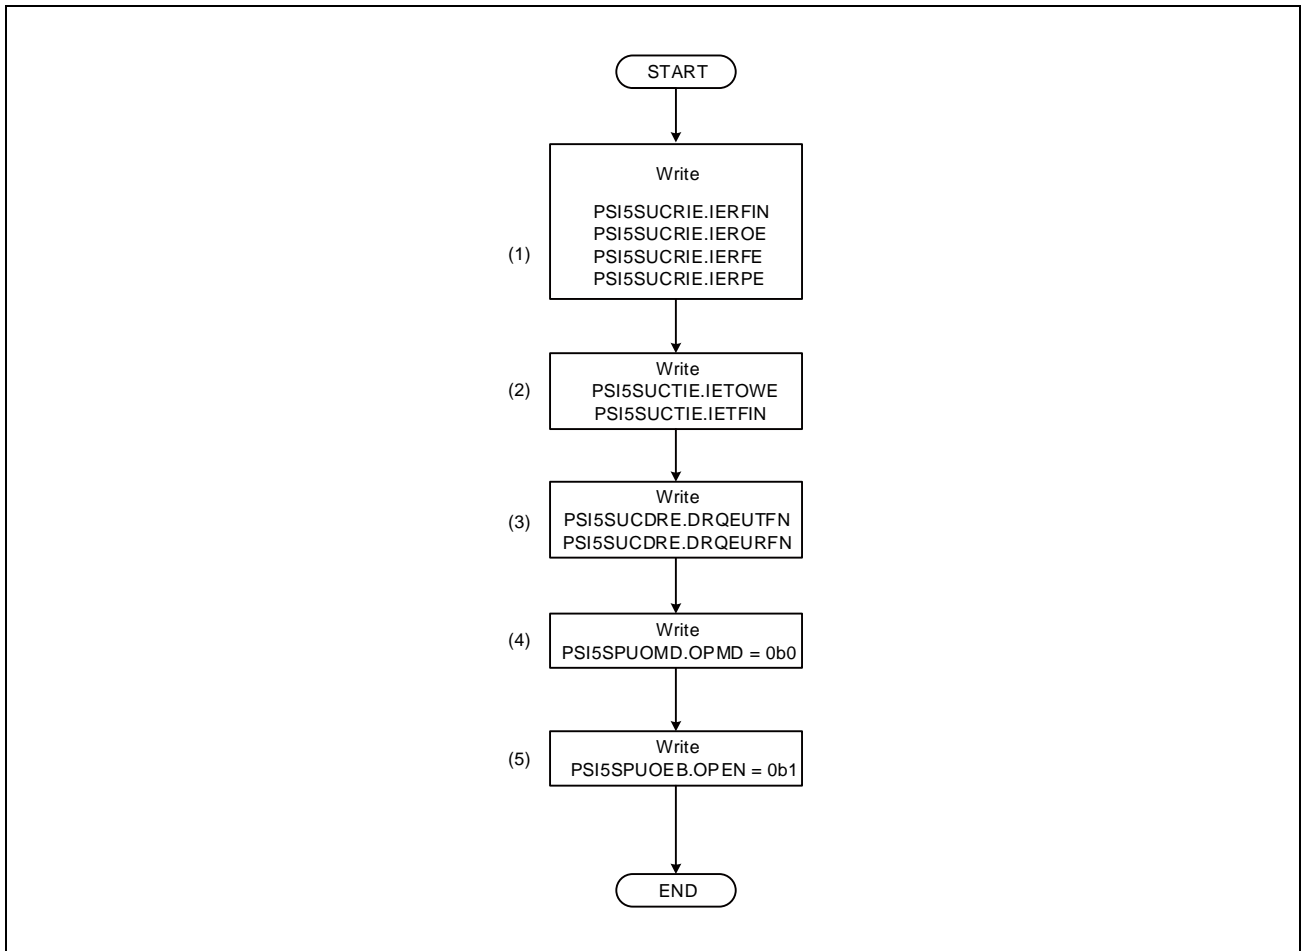 START
Write
PSI5SUCRIE.IERFIN
PSI5SUCRIE.IEROE
(1)
PSI5SUCRIE.IERFE
PSI5SUCRIE.IERPE
Write
(2)
PSI5SUCTIE.IETOWE
PSI5SUCTIE.IETFIN
Write
(3)
PSI5SUCDRE.DRQEUTFN
PSI5SUCDRE.DRQEURFN
Write
(4)
PSI5SPUOMD.OPMD = 0b0
Write
(5)
PSI5SPUOEB.OPEN = 0b1
END